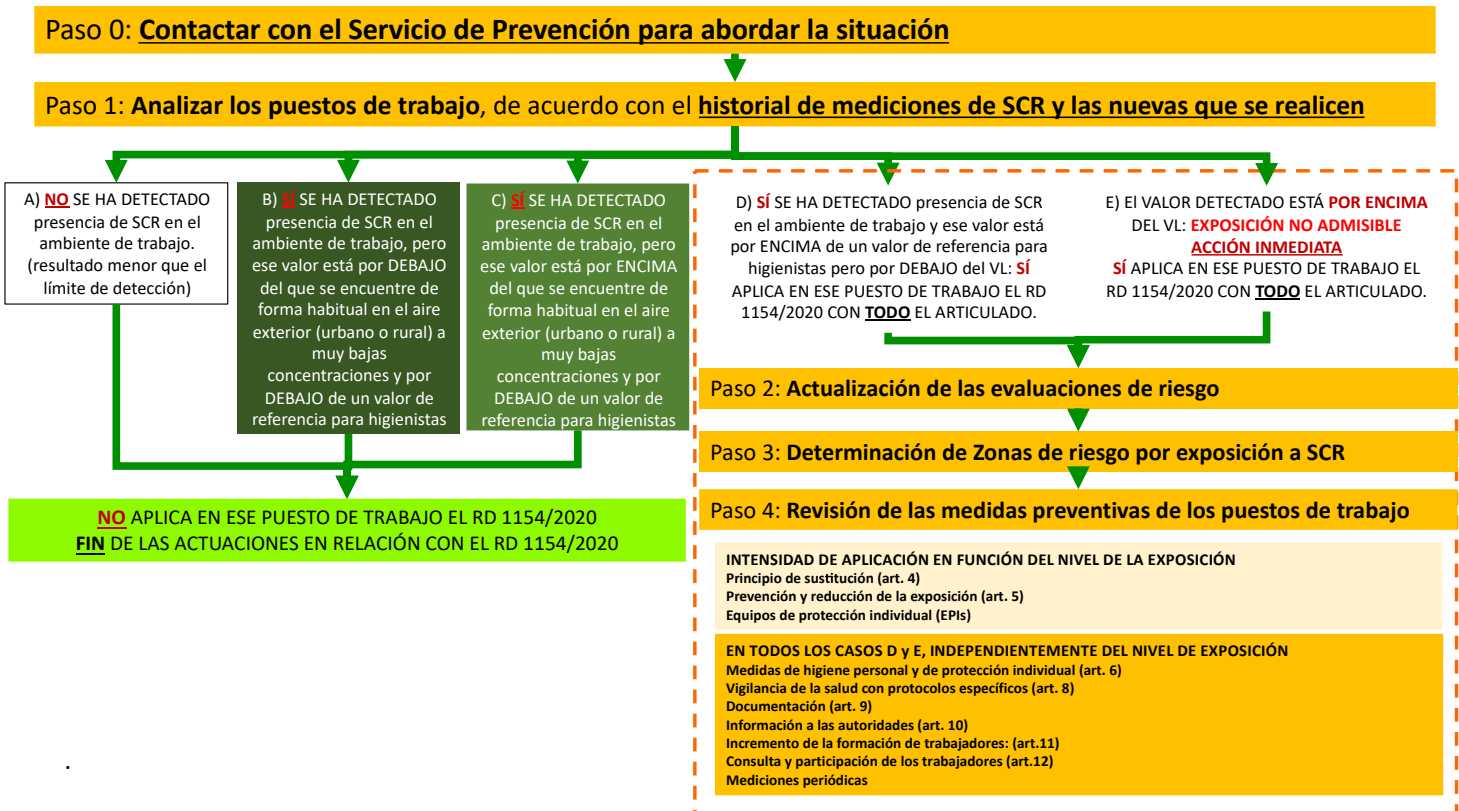 Paso 0: Contactar con el Servicio de Prevención para abordar la situación
Paso 1: Analizar los puestos de trabajo, de acuerdo con el historial de mediciones de SCR y las nuevas que se realicen
A) NO SE HA DETECTADO
presencia de SCR en el
ambiente de trabajo.
(resultado menor que el
límite de detección)
B) SÍ SE HA DETECTADO
presencia de SCR en el
ambiente de trabajo, pero
ese valor está por DEBAJO
del que se encuentre de
forma habitual en el aire
exterior (urbano o rural) a
muy bajas
concentraciones y por
DEBAJO de un valor de
referencia para higienistas
C) SÍ SE HA DETECTADO
presencia de SCR en el
ambiente de trabajo, pero
ese valor está por ENCIMA
del que se encuentre de
forma habitual en el aire
exterior (urbano o rural) a
muy bajas
concentraciones y por
DEBAJO de un valor de
referencia para higienistas
D) SÍ SE HA DETECTADO presencia de SCR
en el ambiente de trabajo y ese valor está
por ENCIMA de un valor de referencia para
higienistas pero por DEBAJO del VL: SÍ
APLICA EN ESE PUESTO DE TRABAJO EL RD
1154/2020 CON TODO EL ARTICULADO.
E) El VALOR DETECTADO ESTÁ POR ENCIMA
DEL VL: EXPOSICIÓN NO ADMISIBLE
ACCIÓN INMEDIATA
SÍ APLICA EN ESE PUESTO DE TRABAJO EL
RD 1154/2020 CON TODO EL ARTICULADO.
NO APLICA EN ESE PUESTO DE TRABAJO EL RD 1154/2020
FIN DE LAS ACTUACIONES EN RELACIÓN CON EL RD 1154/2020
Paso 2: Actualización de las evaluaciones de riesgo
Paso 3: Determinación de Zonas de riesgo por exposición a SCR
Paso 4: Revisión de las medidas preventivas de los puestos de trabajo
INTENSIDAD DE APLICACIÓN EN FUNCIÓN DEL NIVEL DE LA EXPOSICIÓN
Principio de sustitución (art. 4)
Prevención y reducción de la exposición (art. 5)
Equipos de protección individual (EPIs)
EN TODOS LOS CASOS D y E, INDEPENDIENTEMENTE DEL NIVEL DE EXPOSICIÓN
Medidas de higiene personal y de protección individual (art. 6)
Vigilancia de la salud con protocolos específicos (art. 8)
Documentación (art. 9)
Información a las autoridades (art. 10)
Incremento de la formación de trabajadores: (art.11)
Consulta y participación de los trabajadores (art.12)
Mediciones periódicas
.